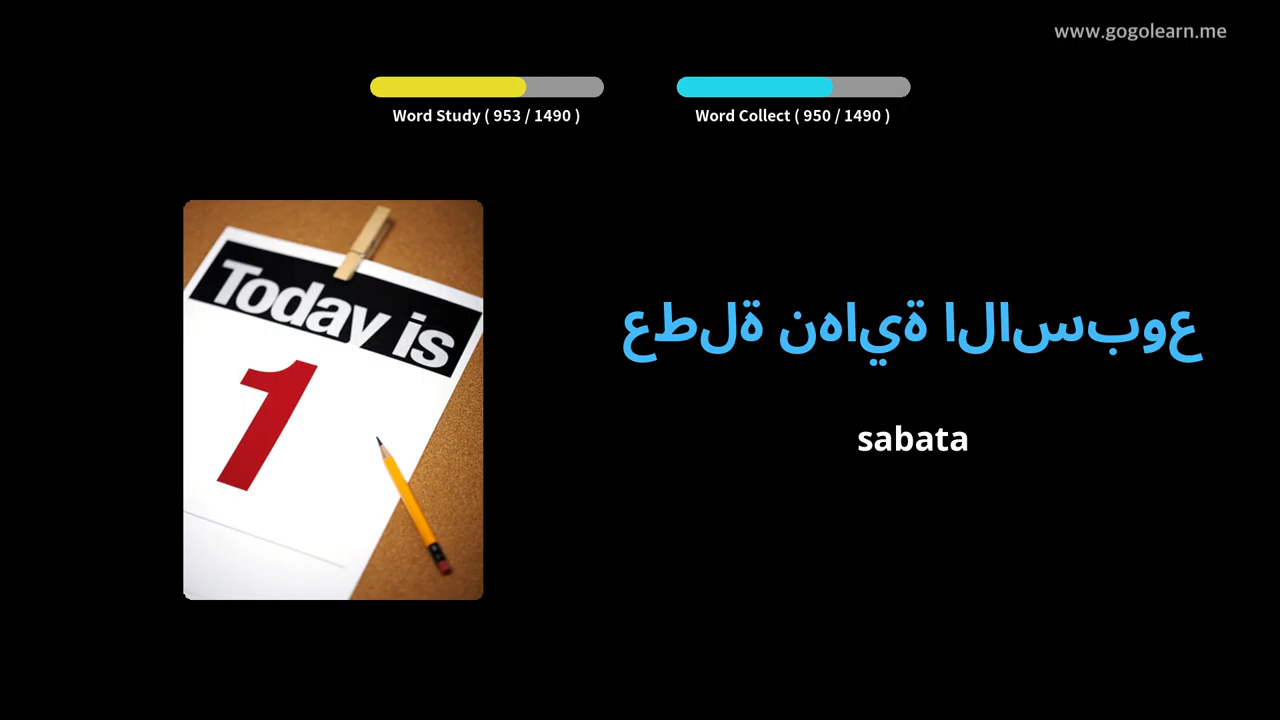 www.gogolearn.me
Word Study ( 953 / 1490 )
Word Collect ( 950 / 1490 )
Today is
1
عطلة نهاية الاسبوع
sabata